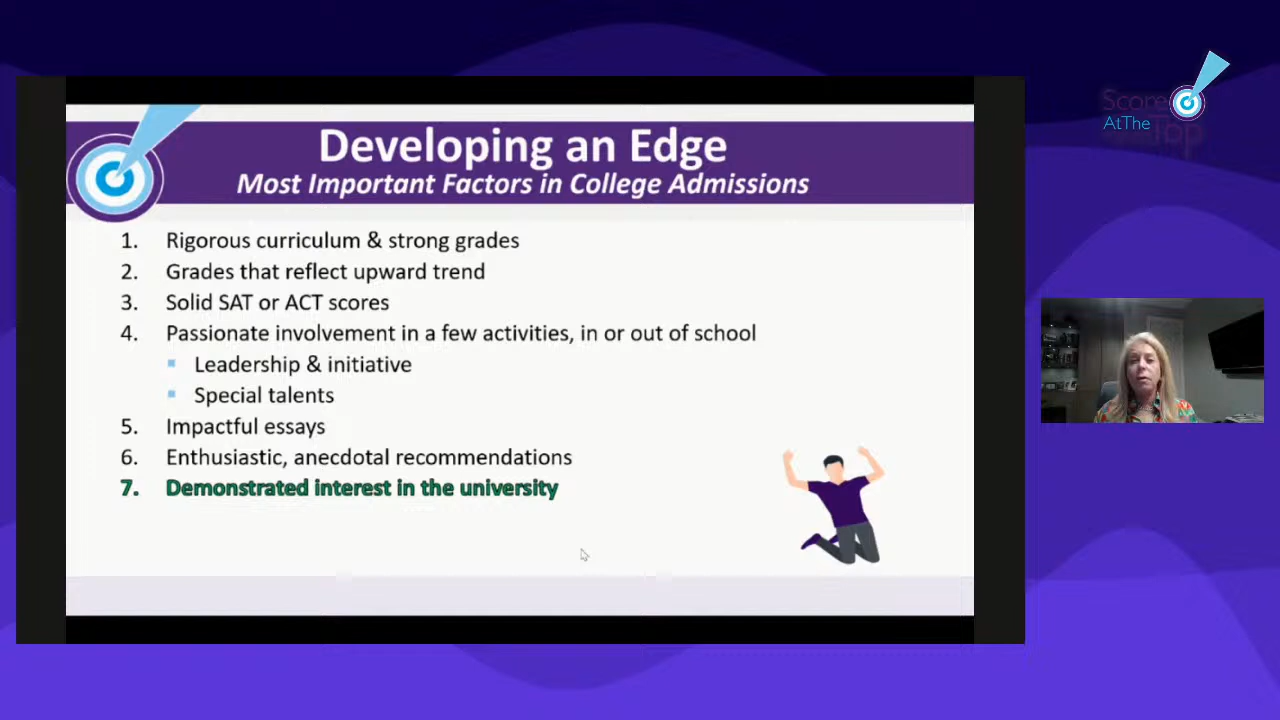 Developing an Edge
Most Important Factors in College Admissions
1. Rigorous curriculum & strong grades
2. Grades that reflect upward trend
3. Solid SAT or ACT scores
4. Passionate involvement in a few activities, in or out of school
▪ Leadership & initiative
▪ Special talents
5. Impactful essays
6. Enthusiastic, anecdotal recommendations
7. Demonstrated interest in the university
Score
AtThe
Top